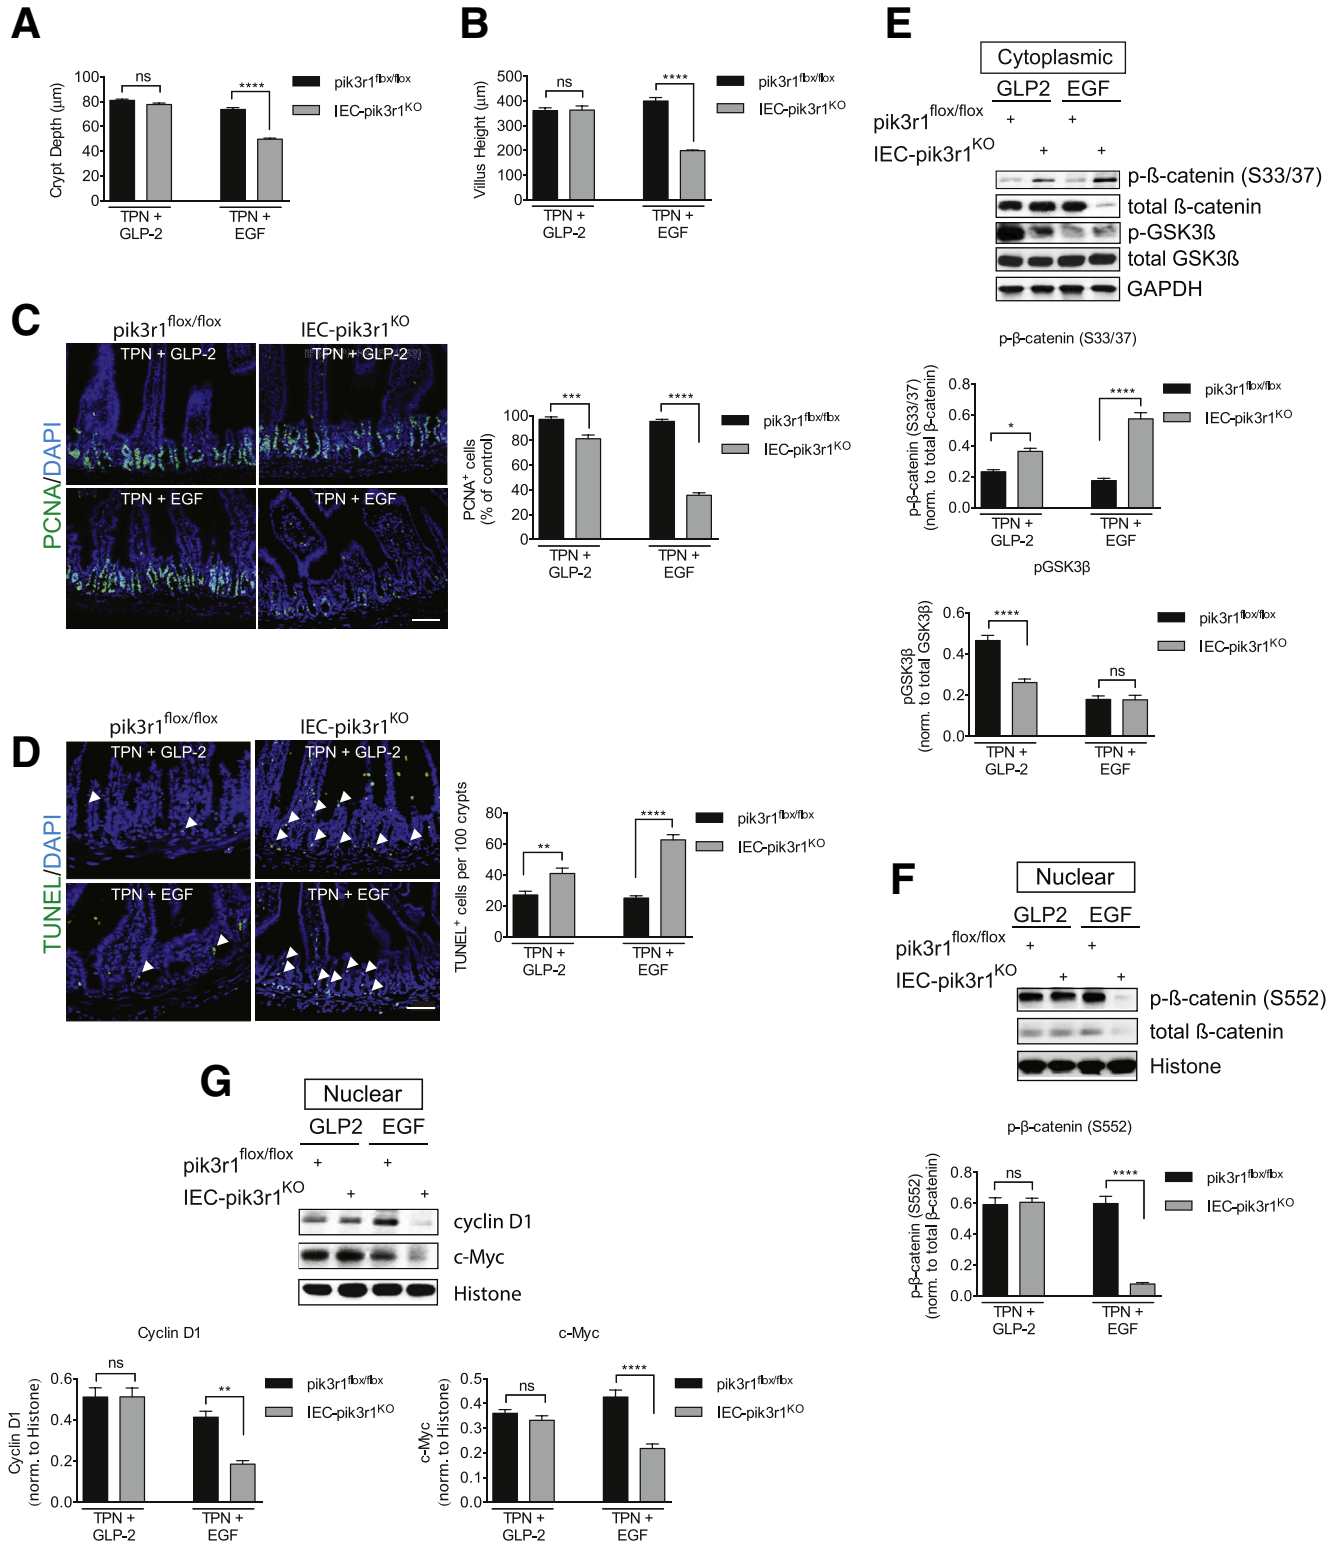 A
100
80
60
40
20
0
Crypt Depth (µm)
ns
****
pik3r1flox/flox
IEC-pik3r1KO
TPN +
GLP-2
TPN +
EGF
B
500
400
300
200
100
0
Villus Height (µm)
ns
****
pik3r1flox/flox
IEC-pik3r1KO
TPN +
GLP-2
TPN +
EGF
C
pik3r1flox/flox
IEC-pik3r1KO
TPN + GLP-2
TPN + GLP-2
TPN + EGF
TPN + EGF
PCNA/DAPI
100
80
60
40
20
0
PCNA+ cells
(% of control)
***
****
pik3r1flox/flox
IEC-pik3r1KO
TPN +
GLP-2
TPN +
EGF
D
pik3r1flox/flox
IEC-pik3r1KO
TPN + GLP-2
TPN + GLP-2
TPN + EGF
TPN + EGF
TUNEL/DAPI
80
60
40
20
0
TUNEL+ cells per 100 crypts
**
****
pik3r1flox/flox
IEC-pik3r1KO
TPN +
GLP-2
TPN +
EGF
E
Cytoplasmic
GLP2 EGF
pik3r1flox/flox + +
IEC-pik3r1KO + +
p-ß-catenin (S33/37)
total ß-catenin
p-GSK3ß
total GSK3ß
GAPDH
p-β-catenin (S33/37)
0.8
0.6
0.4
0.2
0.0
p-β-catenin (S33/37)
(norm. to total β-catenin)
*
****
pik3r1flox/flox
IEC-pik3r1KO
TPN +
GLP-2
TPN +
EGF
pGSK3β
0.6
0.4
0.2
0.0
pGSK3β
(norm. to total GSK3β)
****
ns
pik3r1flox/flox
IEC-pik3r1KO
TPN +
GLP-2
TPN +
EGF
F
Nuclear
GLP2 EGF
pik3r1flox/flox + +
IEC-pik3r1KO + +
p-ß-catenin (S552)
total ß-catenin
Histone
p-β-catenin (S552)
0.8
0.6
0.4
0.2
0.0
p-β-catenin (S552)
(norm. to total β-catenin)
ns
****
pik3r1flox/flox
IEC-pik3r1KO
TPN +
GLP-2
TPN +
EGF
G
Nuclear
GLP2 EGF
pik3r1flox/flox + +
IEC-pik3r1KO + +
cyclin D1
c-Myc
Histone
Cyclin D1
0.6
0.4
0.2
0.0
Cyclin D1
(norm. to Histone)
ns
**
pik3r1flox/flox
IEC-pik3r1KO
TPN +
GLP-2
TPN +
EGF
c-Myc
0.5
0.4
0.3
0.2
0.1
0.0
c-Myc
(norm. to Histone)
ns
****
pik3r1flox/flox
IEC-pik3r1KO
TPN +
GLP-2
TPN +
EGF